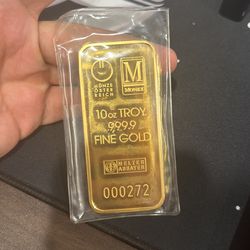 MÜNZE
ÖSTER
REICH
M
MONEX
10 oz TROY
999.9
FINE GOLD
MELTER
ASSAYER
000272